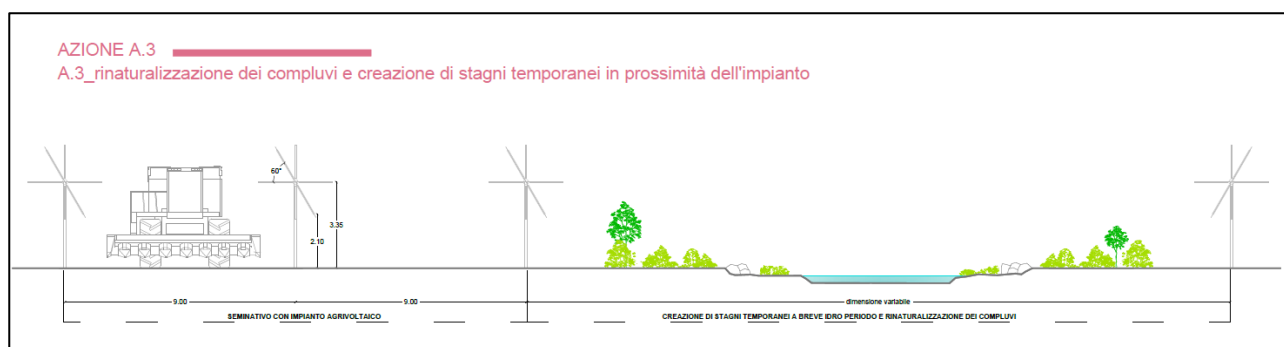 AZIONE A.3
A.3_rinaturalizzazione dei compluvi e creazione di stagni temporanei in prossimità dell'impianto
60°
3.35
2.10
9.00
9.00
dimensione variabile
SEMINATIVO CON IMPIANTO AGRIVOLTAICO
CREAZIONE DI STAGNI TEMPORANEI A BREVE IDRO PERIODO E RINATURALIZZAZIONE DEI COMPLUVI